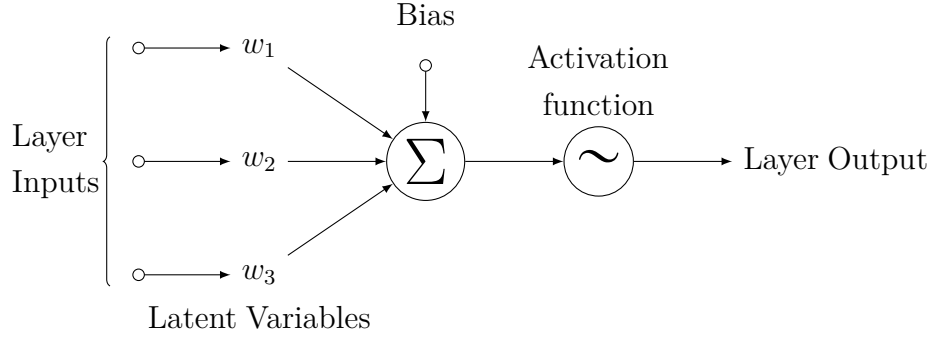 Bias
w₁
Activation
function
Layer
Inputs
w₂
Σ
~
Layer Output
w₃
Latent Variables